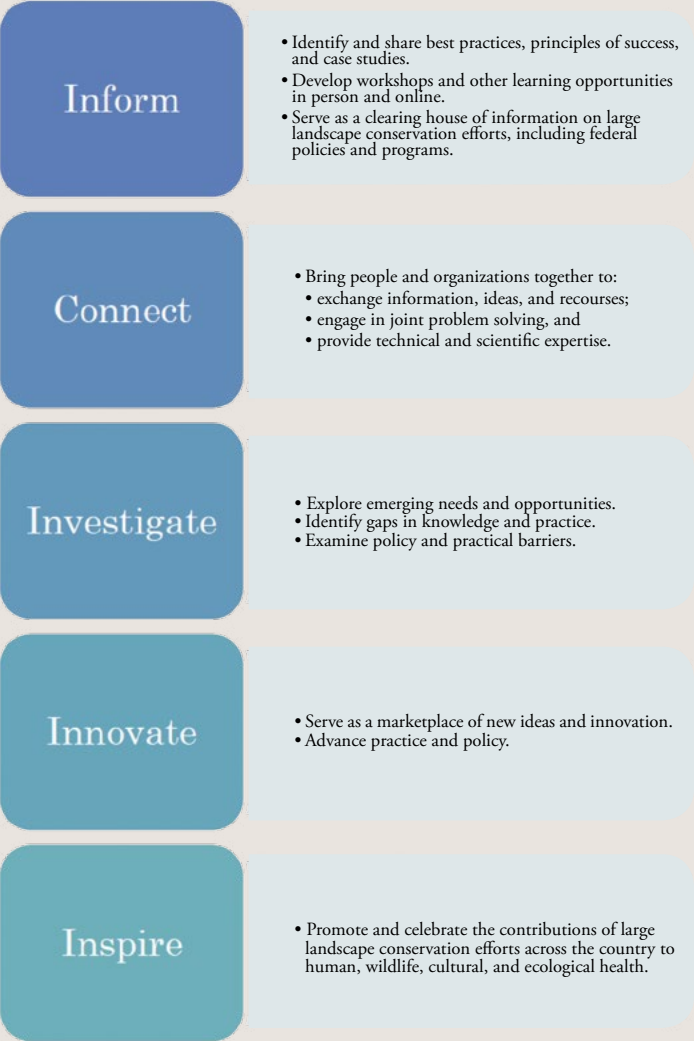 Inform
• Identify and share best practices, principles of success,
and case studies.
• Develop workshops and other learning opportunities
in person and online.
• Serve as a clearing house of information on large
landscape conservation efforts, including federal
policies and programs.
Connect
• Bring people and organizations together to:
• exchange information, ideas, and recourses;
• engage in joint problem solving, and
• provide technical and scientific expertise.
Investigate
• Explore emerging needs and opportunities.
• Identify gaps in knowledge and practice.
• Examine policy and practical barriers.
Innovate
• Serve as a marketplace of new ideas and innovation.
• Advance practice and policy.
Inspire
• Promote and celebrate the contributions of large
landscape conservation efforts across the country to
human, wildlife, cultural, and ecological health.